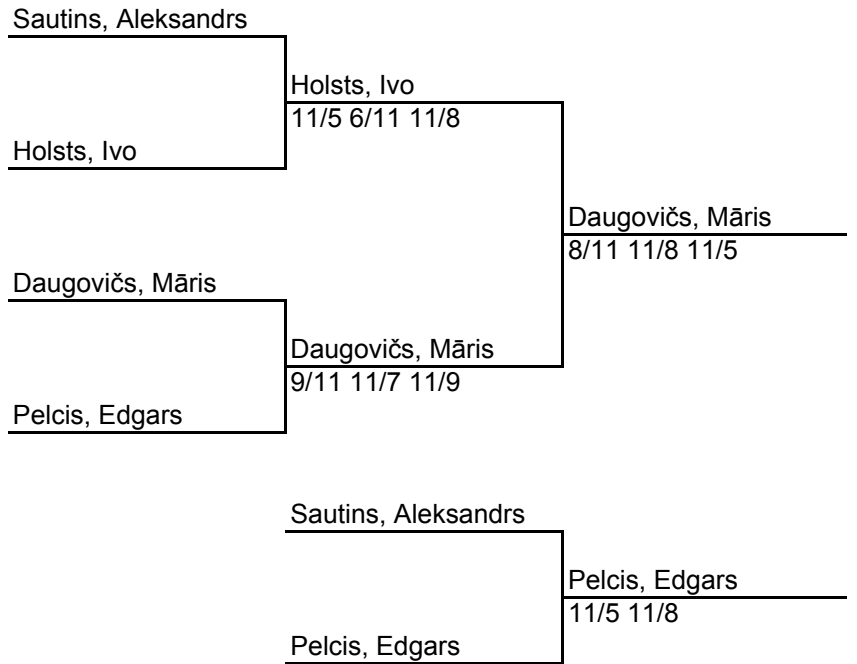 Sautins, Aleksandrs
Holsts, Ivo
11/5 6/11 11/8
Holsts, Ivo
Daugovičs, Māris
8/11 11/8 11/5
Daugovičs, Māris
Daugovičs, Māris
9/11 11/7 11/9
Pelcis, Edgars
Sautins, Aleksandrs
Pelcis, Edgars
11/5 11/8
Pelcis, Edgars